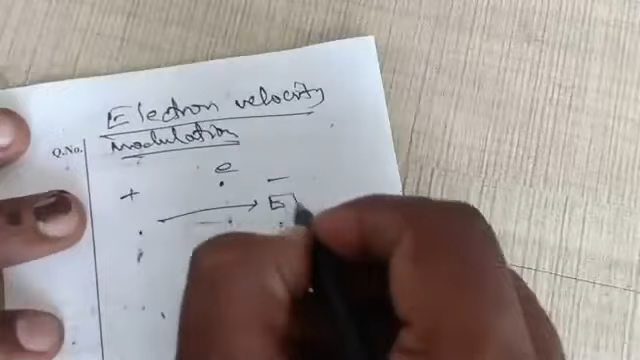 Electron velocity
modulation
Q.No.
e
+ -
E